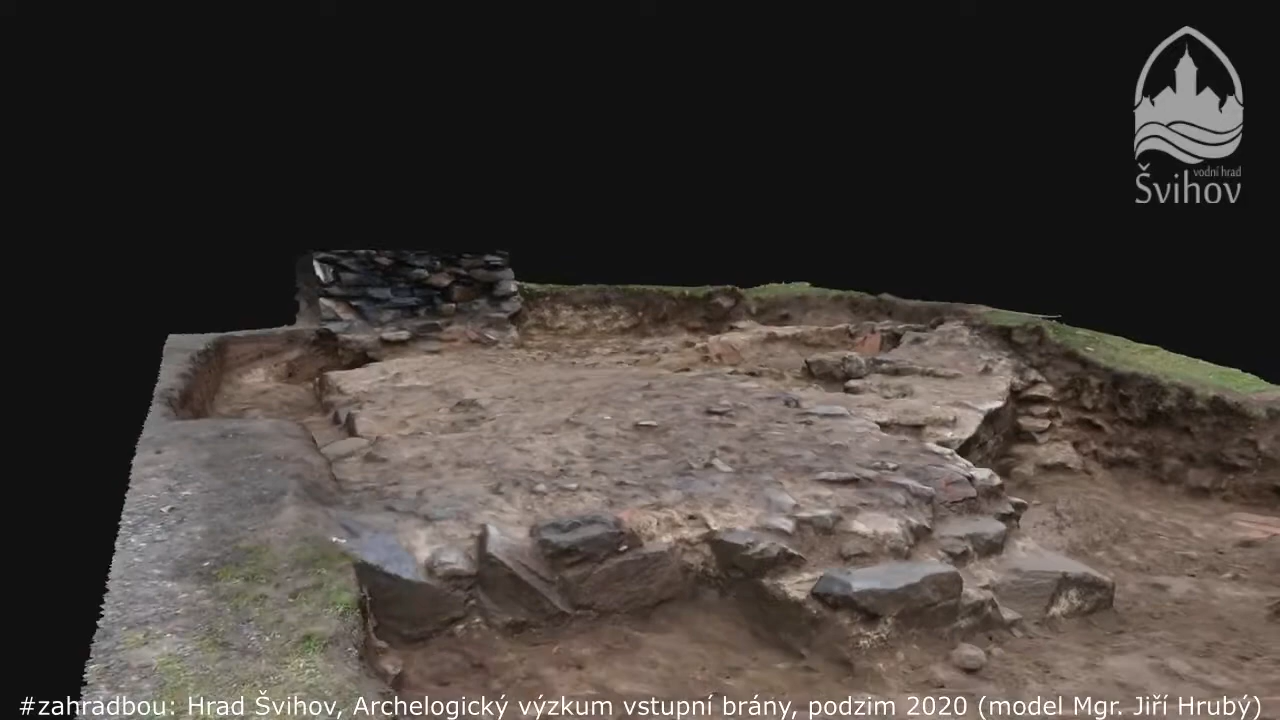 vodní hrad
Švihov
#zahradbou: Hrad Švihov, Archelogický výzkum vstupní brány, podzim 2020 (model Mgr. Jiří Hrubý)